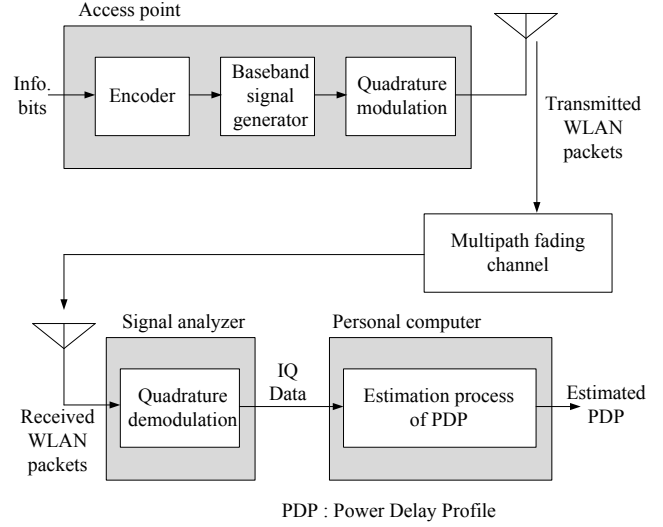 Access point
Info.
bits
Encoder
Baseband
signal
generator
Quadrature
modulation
Transmitted
WLAN
packets
Multipath fading
channel
Signal analyzer
Personal computer
Received
WLAN
packets
Quadrature
demodulation
IQ
Data
Estimation process
of PDP
Estimated
PDP
PDP : Power Delay Profile